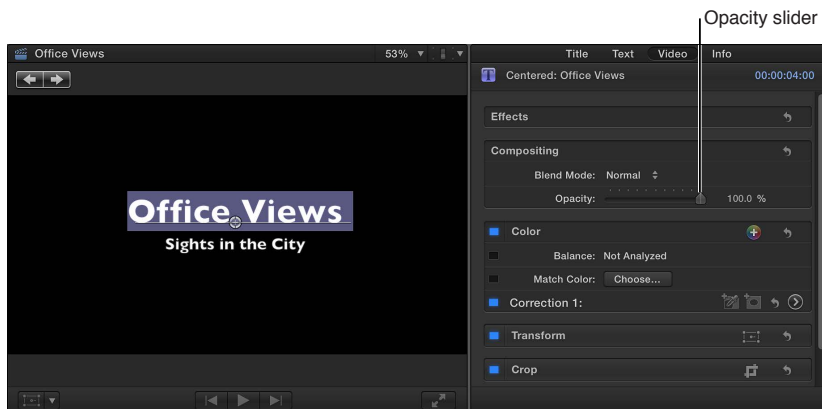 Opacity slider
Office Views 53%
Title Text Video Info
T Centered: Office Views 00:00:04:00
Effects
Compositing
Blend Mode: Normal
Opacity: 100.0 %
Office Views
Sights in the City
Color
Balance: Not Analyzed
Match Color: Choose...
Correction 1:
Transform
Crop